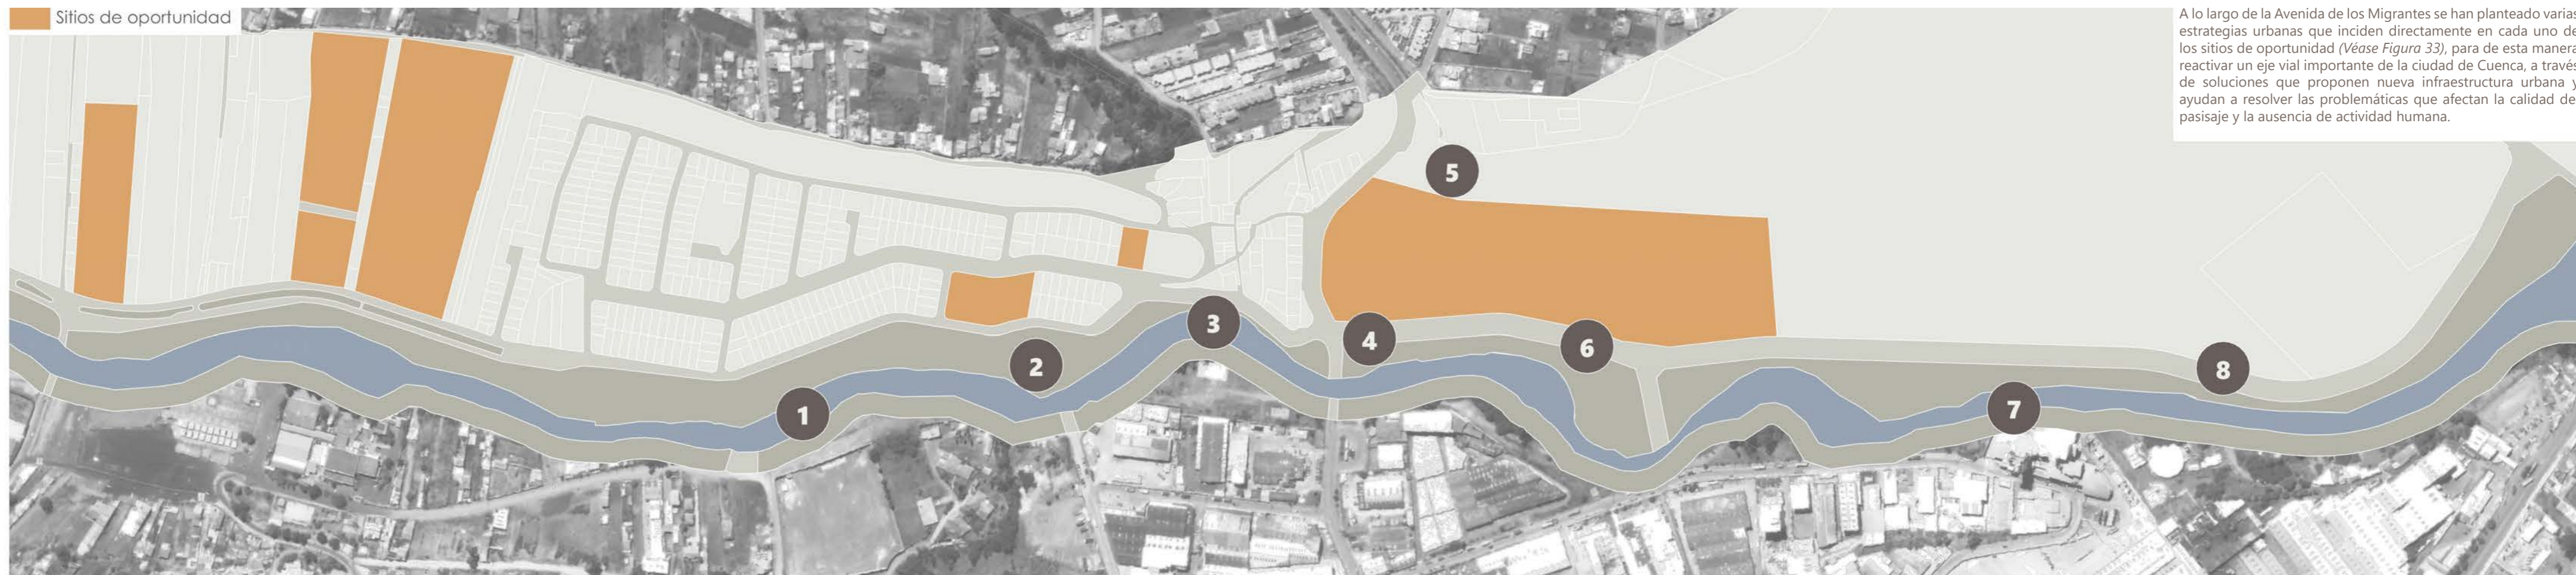 Sitios de oportunidad
A lo largo de la Avenida de los Migrantes se han planteado varias
estrategias urbanas que inciden directamente en cada uno de
los sitios de oportunidad (Véase Figura 33), para de esta manera
reactivar un eje vial importante de la ciudad de Cuenca, a través
de soluciones que proponen nueva infraestructura urbana y
ayudan a resolver las problemáticas que afectan la calidad de
pasisaje y la ausencia de actividad humana.
5
3
4
6
2
8
1
7